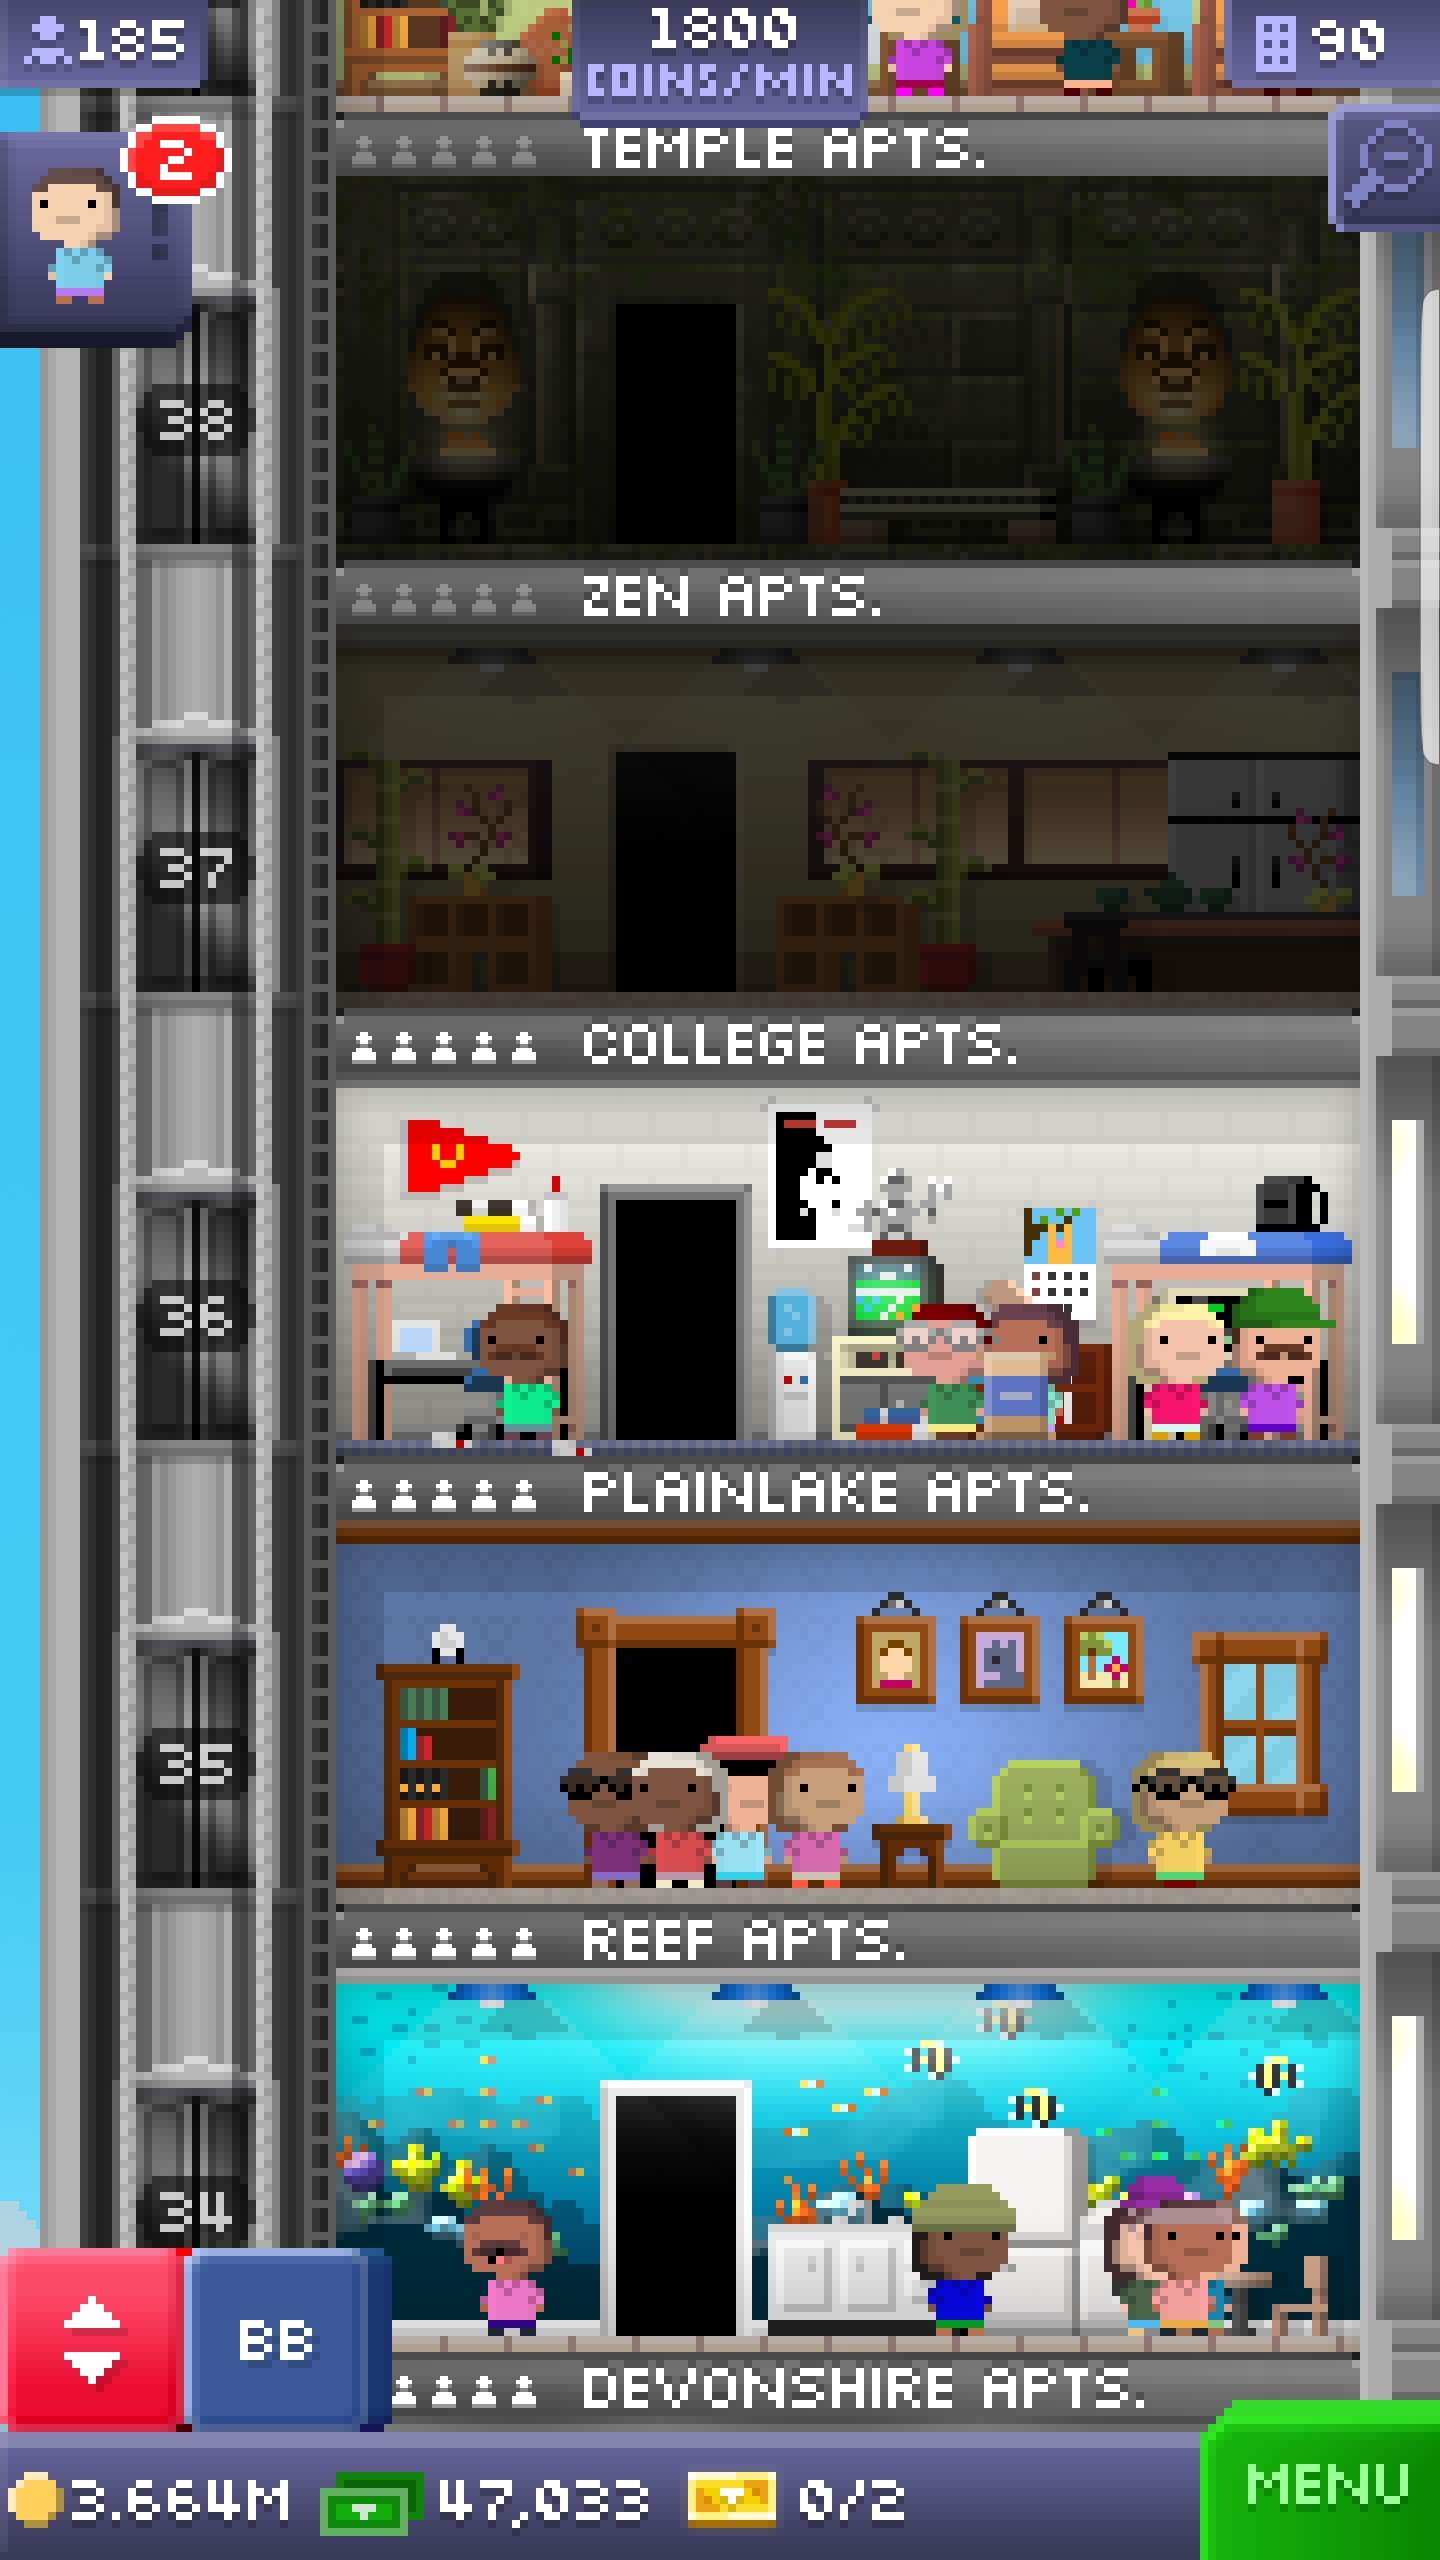 185
1800
COINS/MIN
90
2
TEMPLE APTS.
38
ZEN APTS.
37
COLLEGE APTS.
36
PLAINLAKE APTS.
35
REEF APTS.
34
BB
DEVONSHIRE APTS.
3.664M 47,033 0/2
MENU